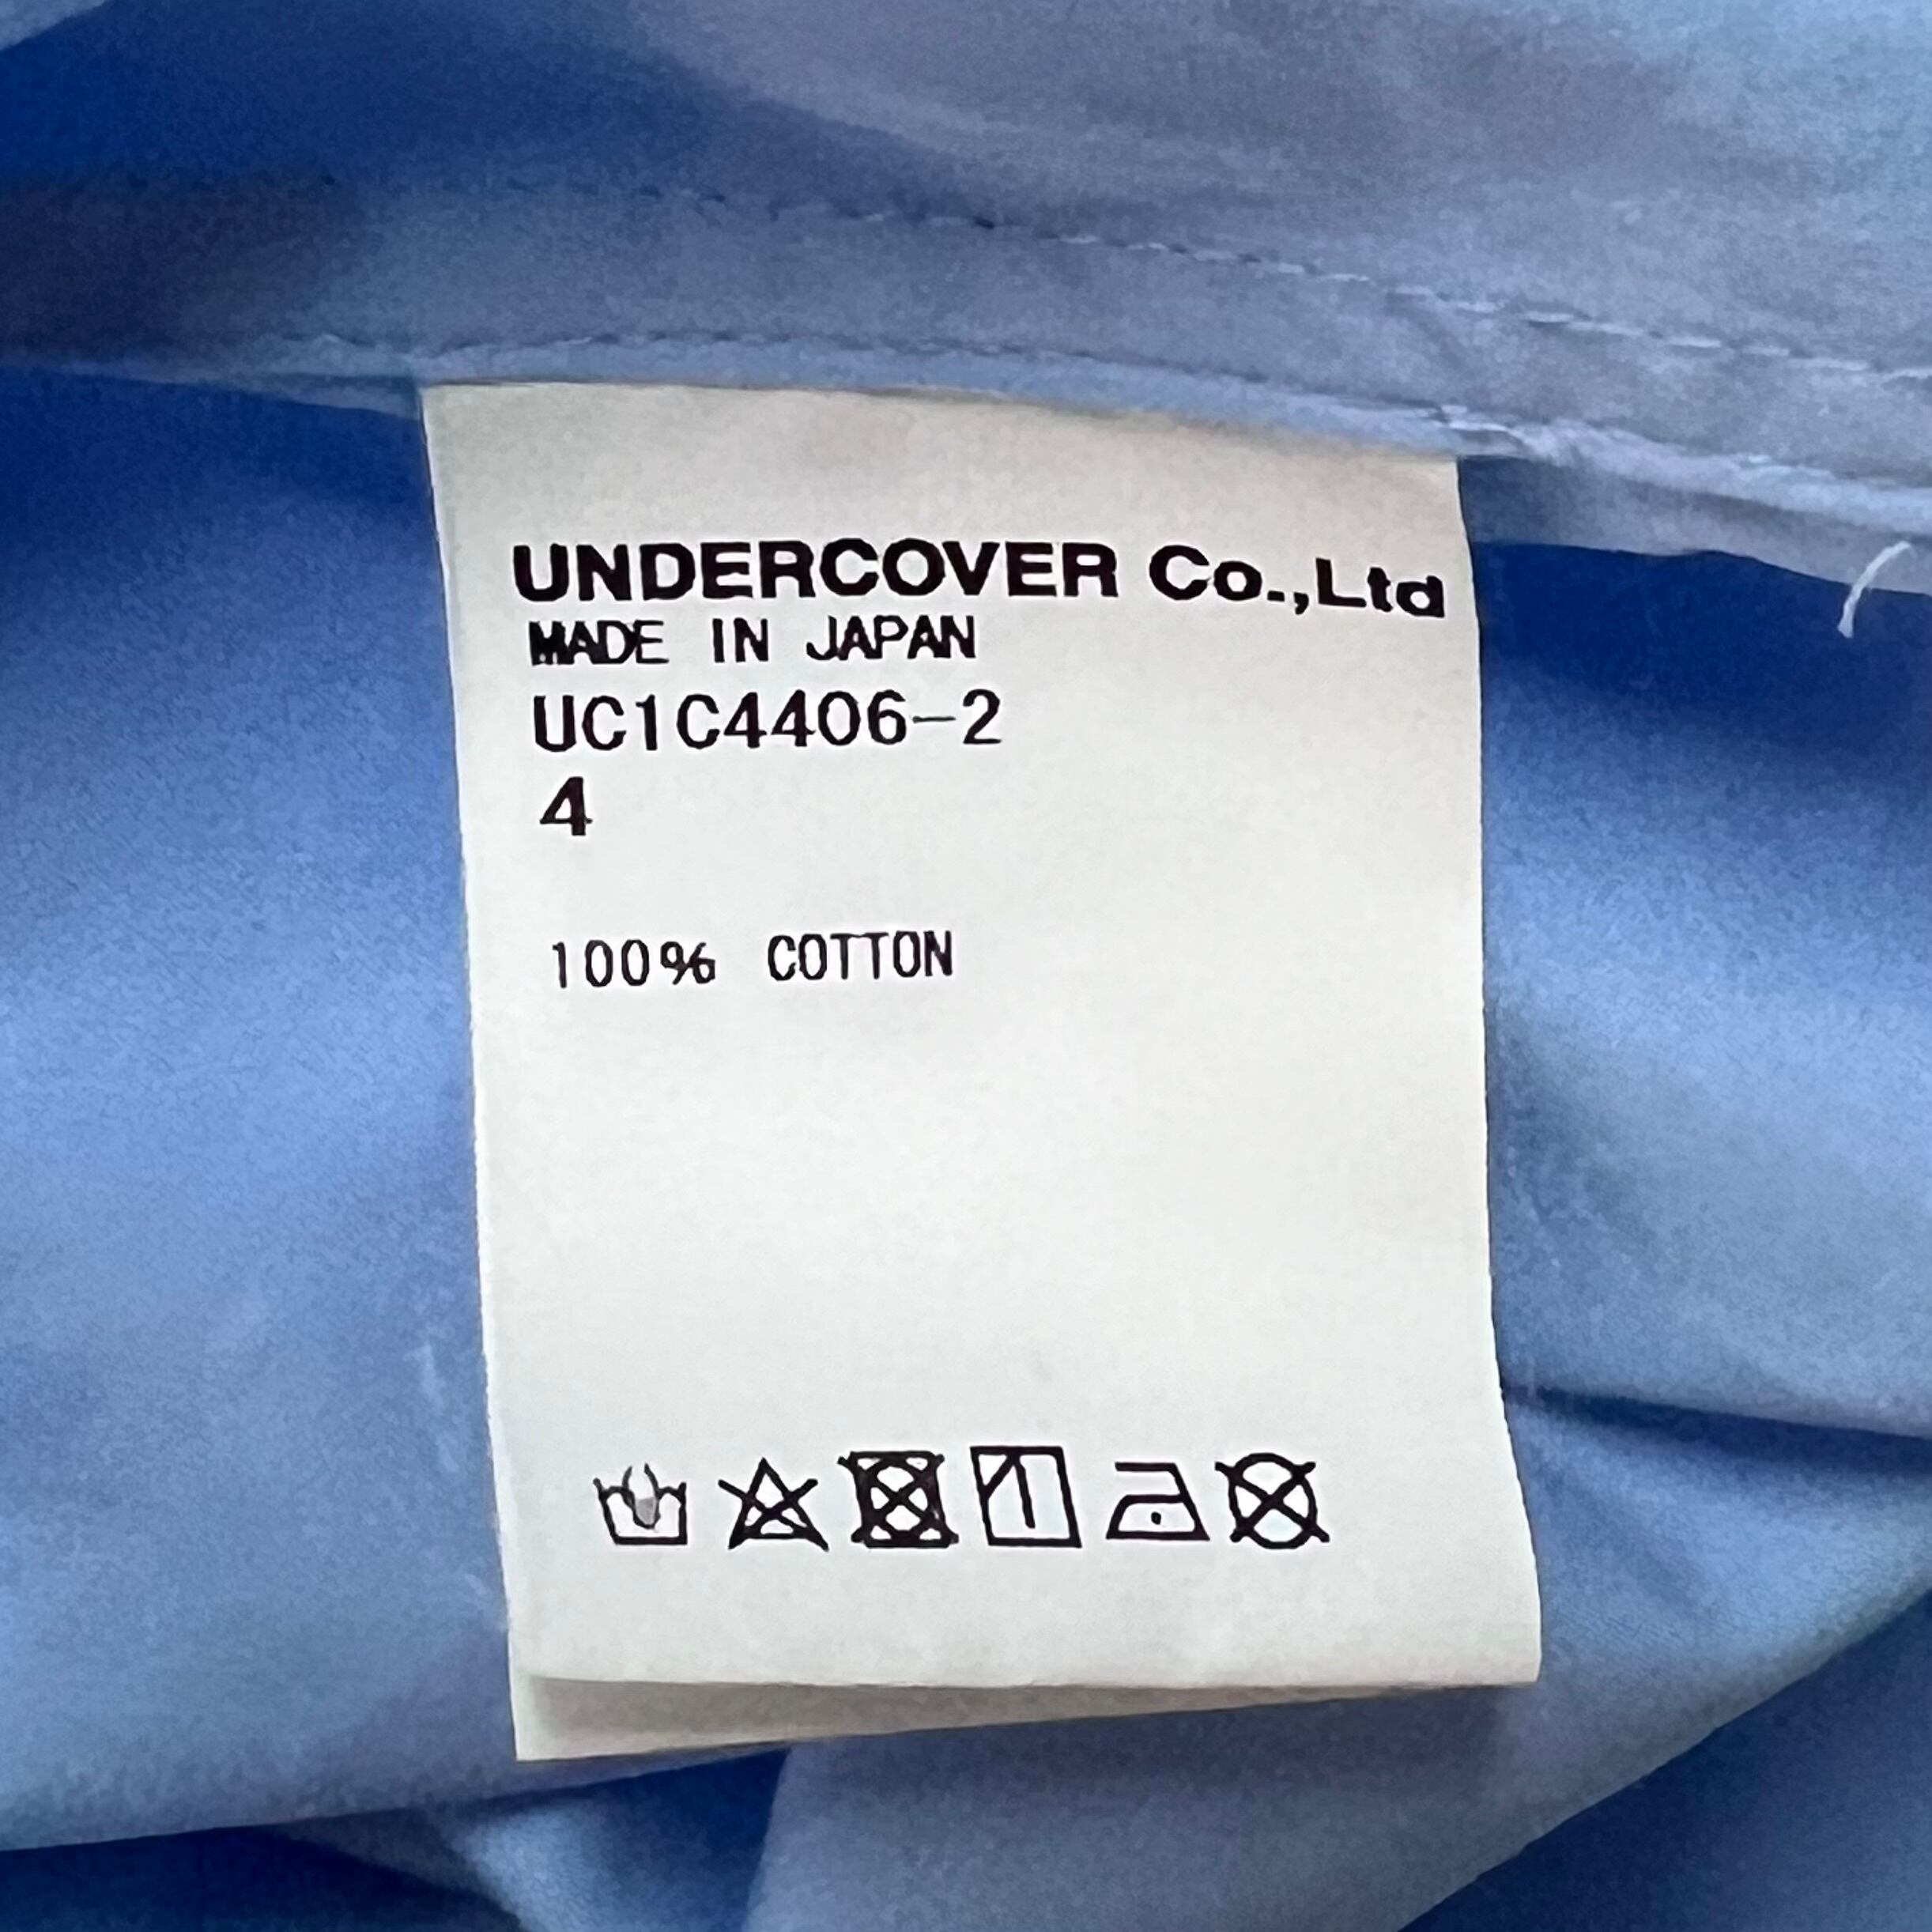 UNDERCOVER Co.,Ltd
MADE IN JAPAN
UC1C4406-2
4
100% COTTON